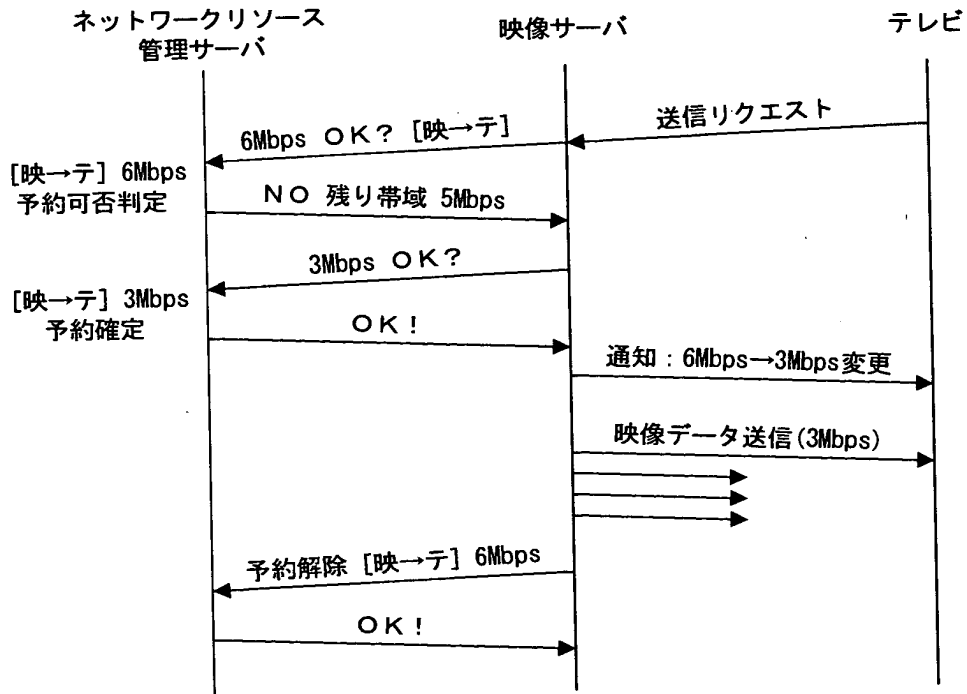 ネットワークリソース
管理サーバ
映像サーバ
テレビ
送信リクエスト
6Mbps OK? [映→テ]
[映→テ] 6Mbps
予約可否判定
NO 残り帯域 5Mbps
3Mbps OK?
[映→テ] 3Mbps
予約確定
OK!
通知:6Mbps→3Mbps変更
映像データ送信(3Mbps)
予約解除 [映→テ] 6Mbps
OK!